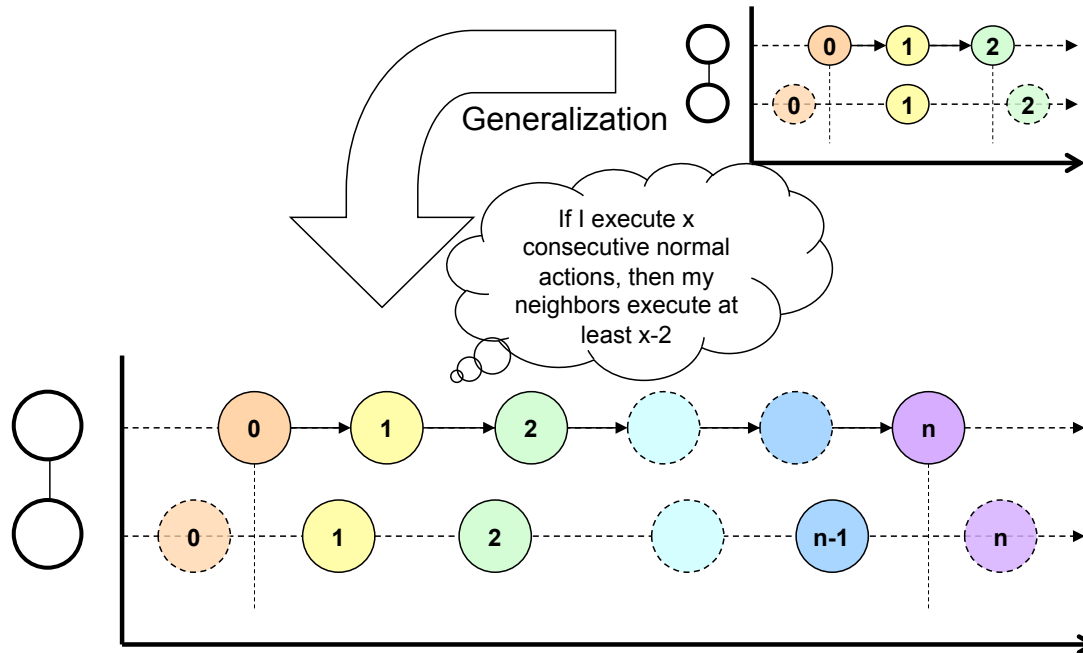 0 1 2
0 1 2
Generalization
If I execute x
consecutive normal
actions, then my
neighbors execute at
least x-2
0 1 2 n
0 1 2 n-1 n